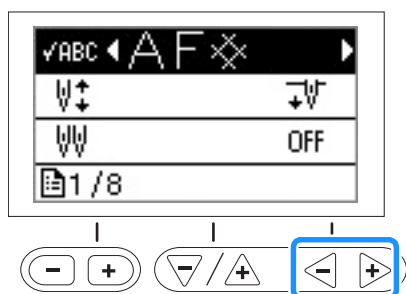 ✓ABC A F
OFF
1/8
- + / - +